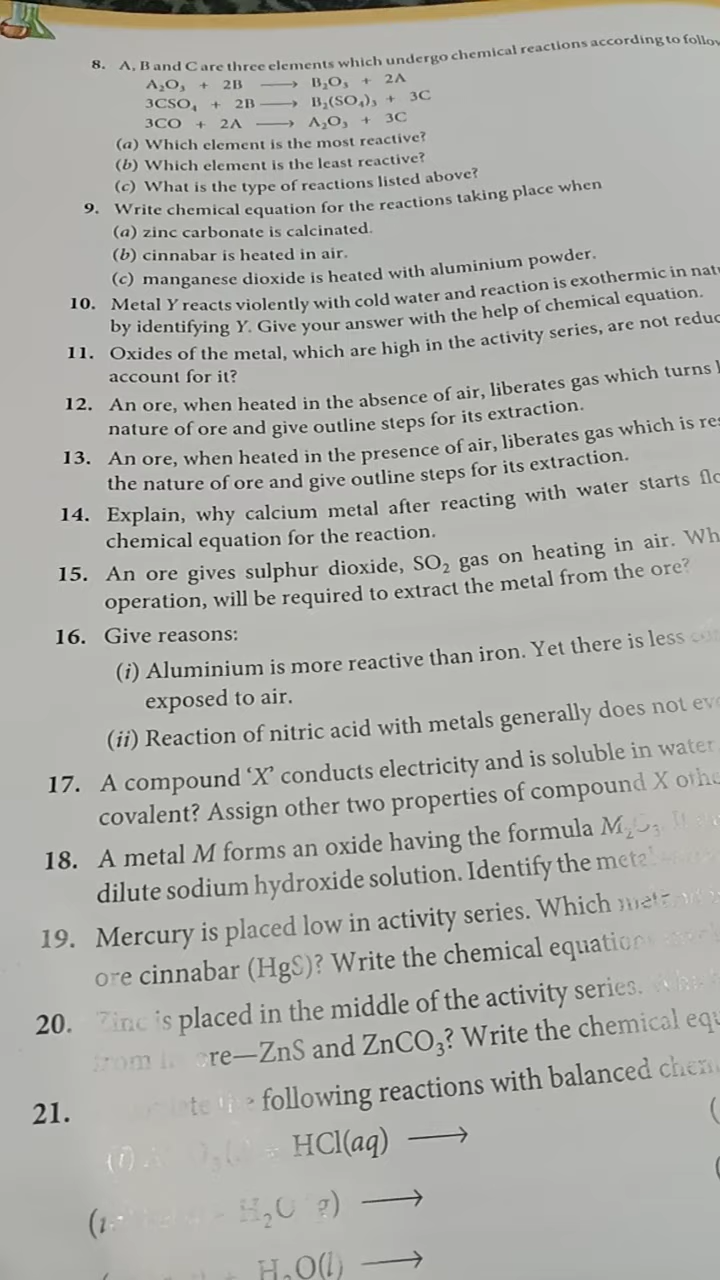 8. A, B and C are three elements which undergo chemical reactions according to
A₂O₃ + 2B ⟶ B₂O₃ + 2A
3CSO₄ + 2B ⟶ B₂(SO₄)₃ + 3C
3CO + 2A ⟶ A₂O₃ + 3C
(a) Which element is the most reactive?
(b) Which element is the least reactive?
(c) What is the type of reactions listed above?
9. Write chemical equation for the reactions taking place when
(a) zinc carbonate is calcinated.
(b) cinnabar is heated in air.
(c) manganese dioxide is heated with aluminium powder.
10. Metal Y reacts violently with cold water and reaction is exothermic in
by identifying Y. Give your answer with the help of chemical equation.
11. Oxides of the metal, which are high in the activity series, are not
account for it?
12. An ore, when heated in the absence of air, liberates gas which turns
nature of ore and give outline steps for its extraction.
13. An ore, when heated in the presence of air, liberates gas which is
the nature of ore and give outline steps for its extraction.
14. Explain, why calcium metal after reacting with water starts
chemical equation for the reaction.
15. An ore gives sulphur dioxide, SO₂ gas on heating in air.
operation, will be required to extract the metal from the ore?
16. Give reasons:
(i) Aluminium is more reactive than iron. Yet there is less
exposed to air.
(ii) Reaction of nitric acid with metals generally does not
17. A compound ‘X’ conducts electricity and is soluble in water
covalent? Assign other two properties of compound X
18. A metal M forms an oxide having the formula M₂O₃.
dilute sodium hydroxide solution. Identify the
19. Mercury is placed low in activity series. Which
ore cinnabar (HgS)? Write the chemical
20. Zinc is placed in the middle of the activity series.
from ore—ZnS and ZnCO₃? Write the chemical
21. following reactions with balanced
HCl(aq) ⟶
H₂O ⟶
H₂O(l) ⟶